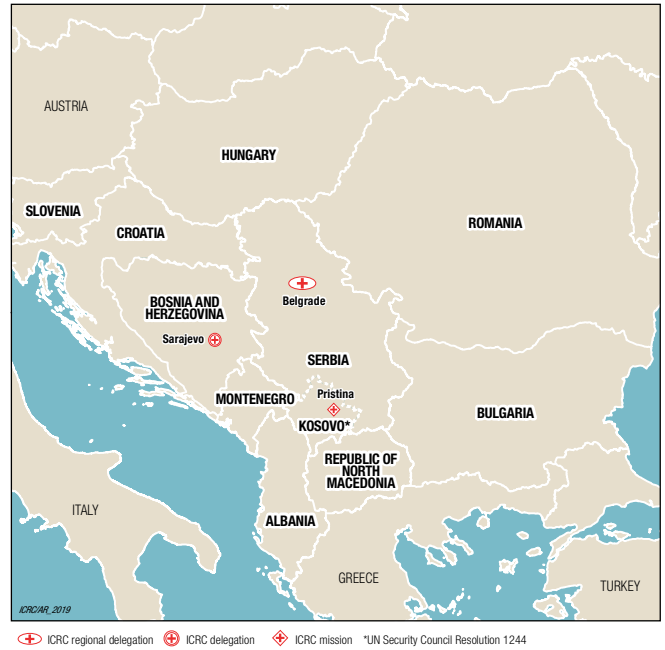 AUSTRIA
HUNGARY
SLOVENIA
CROATIA
ROMANIA
BOSNIA AND
HERZEGOVINA
Belgrade
Sarajevo
SERBIA
MONTENEGRO
Pristina
KOSOVO*
BULGARIA
REPUBLIC OF
NORTH
MACEDONIA
ITALY
ALBANIA
GREECE
TURKEY
ICRC/AR_2019
ICRC regional delegation ICRC delegation ICRC mission *UN Security Council Resolution 1244